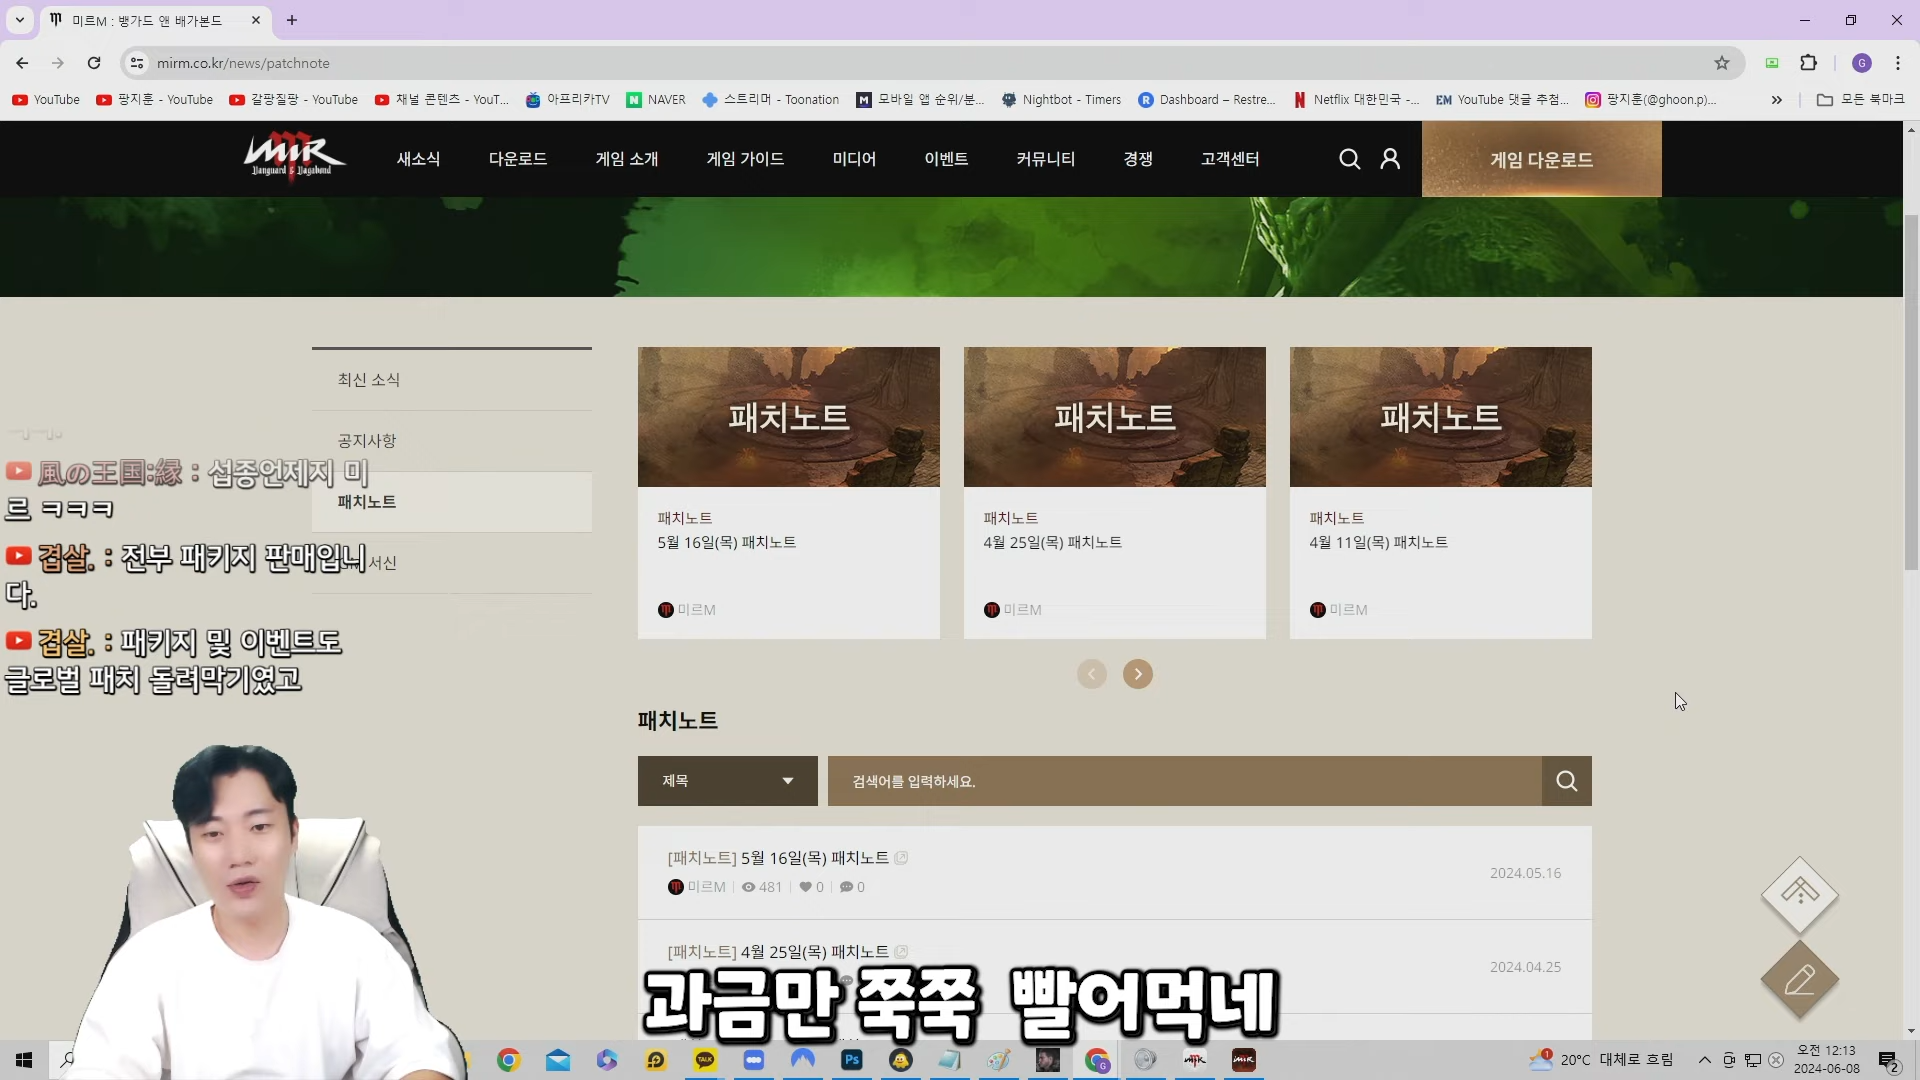 미르M : 뱅가드 앤 배가본드
mirm.co.kr/news/patchnote
G
YouTube
팡지훈 - YouTube
갈팡질팡 - YouTube
채널 콘텐츠 - YouT...
아프리카TV
NAVER
스트리머 - Toonation
모바일 앱 순위/분...
Nightbot - Timers
Dashboard – Restre...
Netflix 대한민국 -...
YouTube 댓글 추첨...
팡지훈(@ghoon.p)...
모든 북마크
MIR
Vanguard & Vagabond
새소식
다운로드
게임 소개
게임 가이드
미디어
이벤트
커뮤니티
경쟁
고객센터
게임 다운로드
최신 소식
공지사항
패치노트
서신
風の王国:縁 : 섭종언제지 미
르 ㅋㅋㅋ
겹살. : 전부 패키지 판매입니
다.
겹살. : 패키지 및 이벤트도
글로벌 패치 돌려막기였고
패치노트
패치노트
5월 16일(목) 패치노트
미르M
패치노트
패치노트
4월 25일(목) 패치노트
미르M
패치노트
패치노트
4월 11일(목) 패치노트
미르M
패치노트
제목
검색어를 입력하세요.
[패치노트] 5월 16일(목) 패치노트
미르M 481 0 0
2024.05.16
[패치노트] 4월 25일(목) 패치노트
2024.04.25
과금만 쭉쭉 빨어먹네
TALK
Ps
20°C 대체로 흐림
오전 12:13
2024-06-08
2